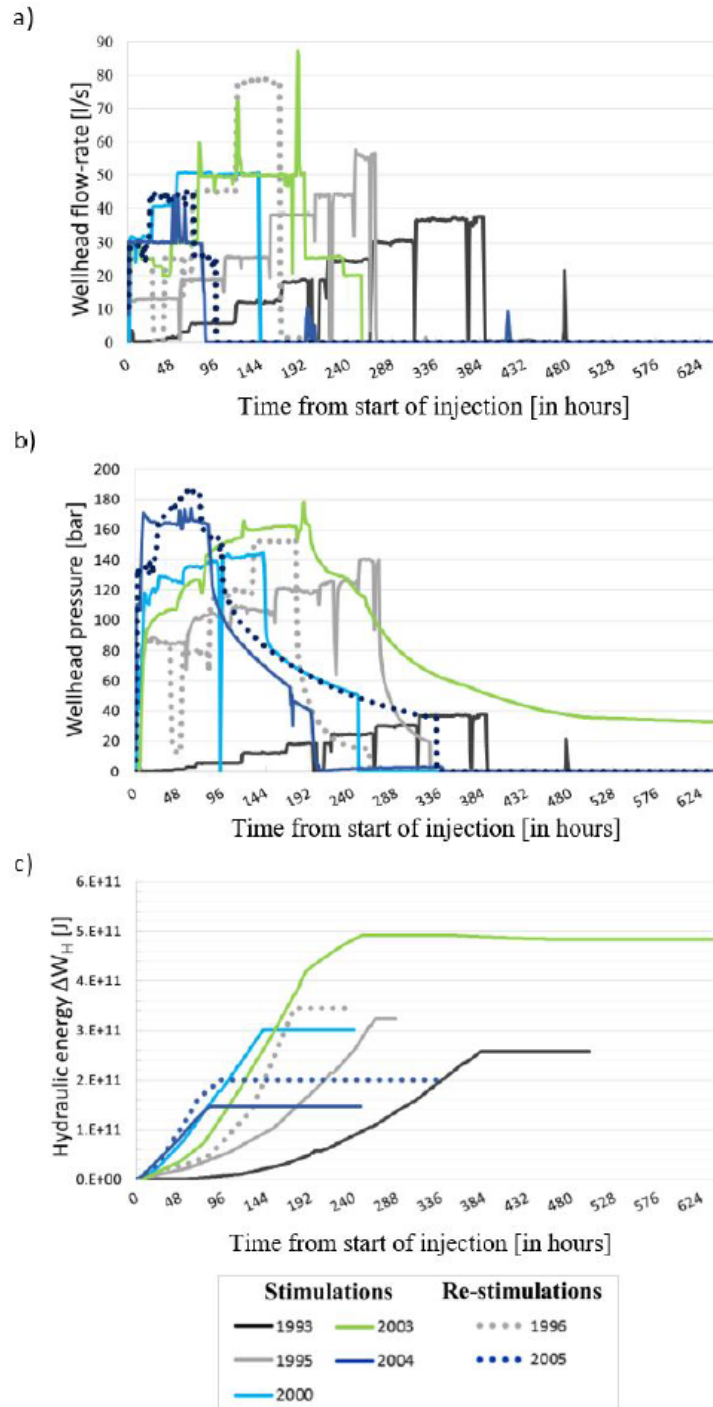 a)
Wellhead flow-rate [l/s]
90
80
70
60
50
40
30
20
10
0
0 48 96 144 192 240 288 336 384 432 480 528 576 624
Time from start of injection [in hours]
b)
Wellhead pressure [bar]
200
180
160
140
120
100
80
60
40
20
0
0 48 96 144 192 240 288 336 384 432 480 528 576 624
Time from start of injection [in hours]
c)
Hydraulic energy ΔW_H [J]
6.E+11
5.E+11
4.E+11
3.E+11
2.E+11
1.E+11
0.E+00
0 48 96 144 192 240 288 336 384 432 480 528 576 624
Time from start of injection [in hours]
Stimulations Re-stimulations
1993 2003 1996
1995 2004 2005
2000